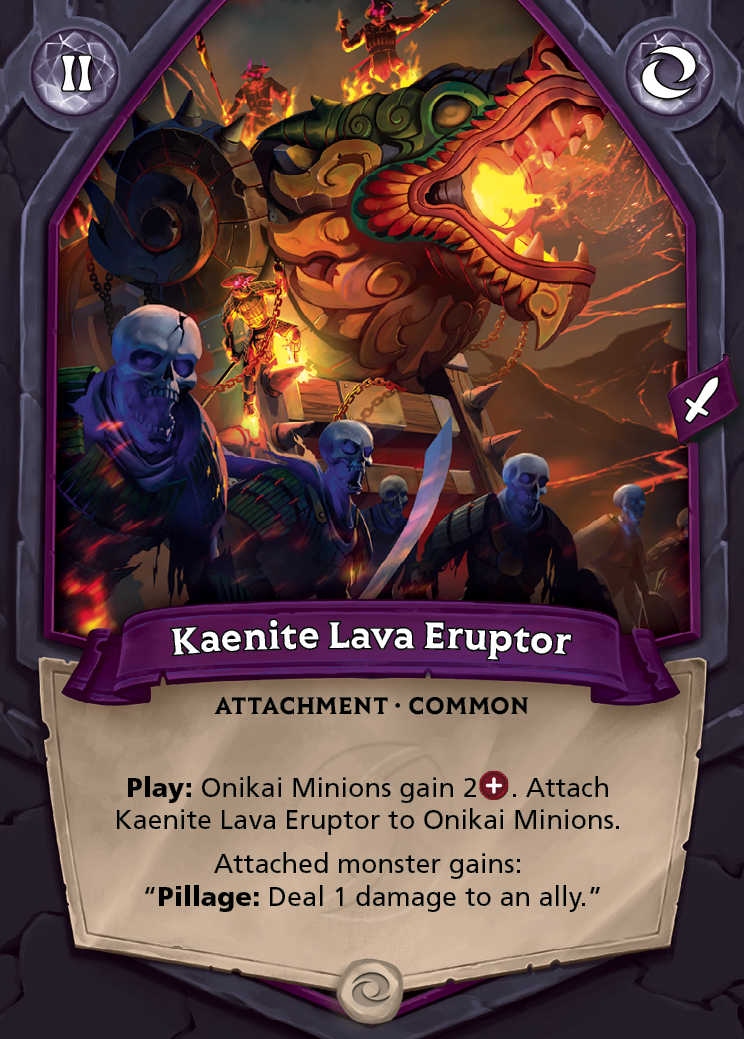 II
Kaenite Lava Eruptor
ATTACHMENT · COMMON
Play: Onikai Minions gain 2. Attach
Kaenite Lava Eruptor to Onikai Minions.
Attached monster gains:
“Pillage: Deal 1 damage to an ally.”